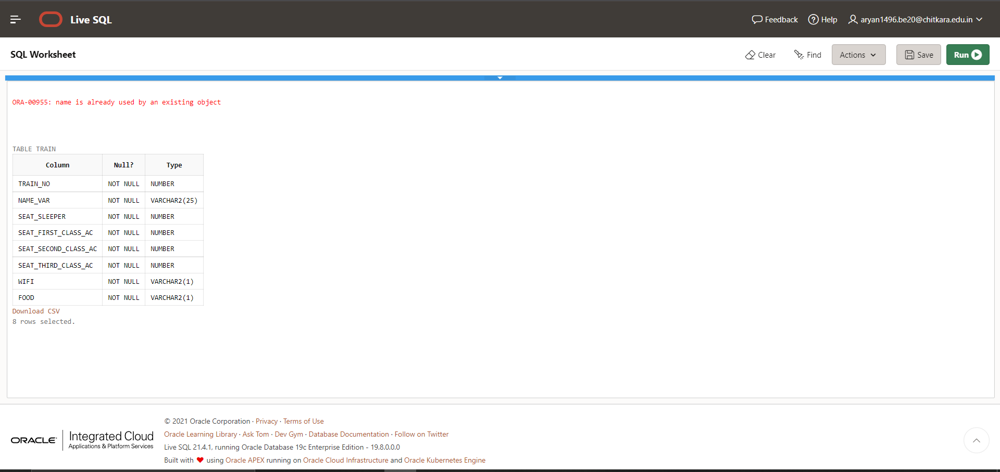 Live SQL Feedback Help aryan1496.be20@chitkara.edu.in
SQL Worksheet Clear Find Actions Save Run
ORA-00955: name is already used by an existing object
TABLE TRAIN
Column Null? Type
TRAIN_NO NOT NULL NUMBER
NAME_VAR NOT NULL VARCHAR2(25)
SEAT_SLEEPER NOT NULL NUMBER
SEAT_FIRST_CLASS_AC NOT NULL NUMBER
SEAT_SECOND_CLASS_AC NOT NULL NUMBER
SEAT_THIRD_CLASS_AC NOT NULL NUMBER
WIFI NOT NULL VARCHAR2(1)
FOOD NOT NULL VARCHAR2(1)
Download CSV
8 rows selected.
ORACLE Integrated Cloud
Applications & Platform Services
© 2021 Oracle Corporation · Privacy · Terms of Use
Oracle Learning Library · Ask Tom · Dev Gym · Database Documentation · Follow on Twitter
Live SQL 21.4.1, running Oracle Database 19c Enterprise Edition - 19.8.0.0.0
Built with ❤ using Oracle APEX running on Oracle Cloud Infrastructure and Oracle Kubernetes Engine